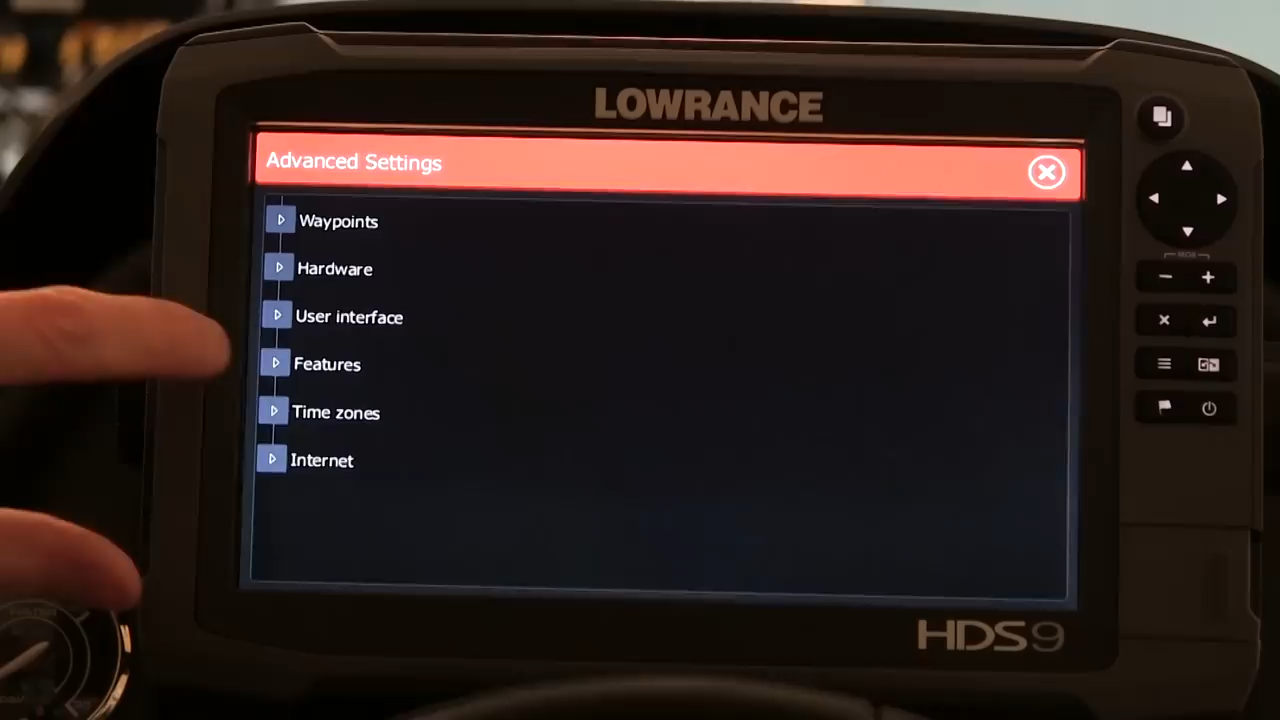 LOWRANCE
Advanced Settings
Waypoints
Hardware
User interface
Features
Time zones
Internet
HDS9